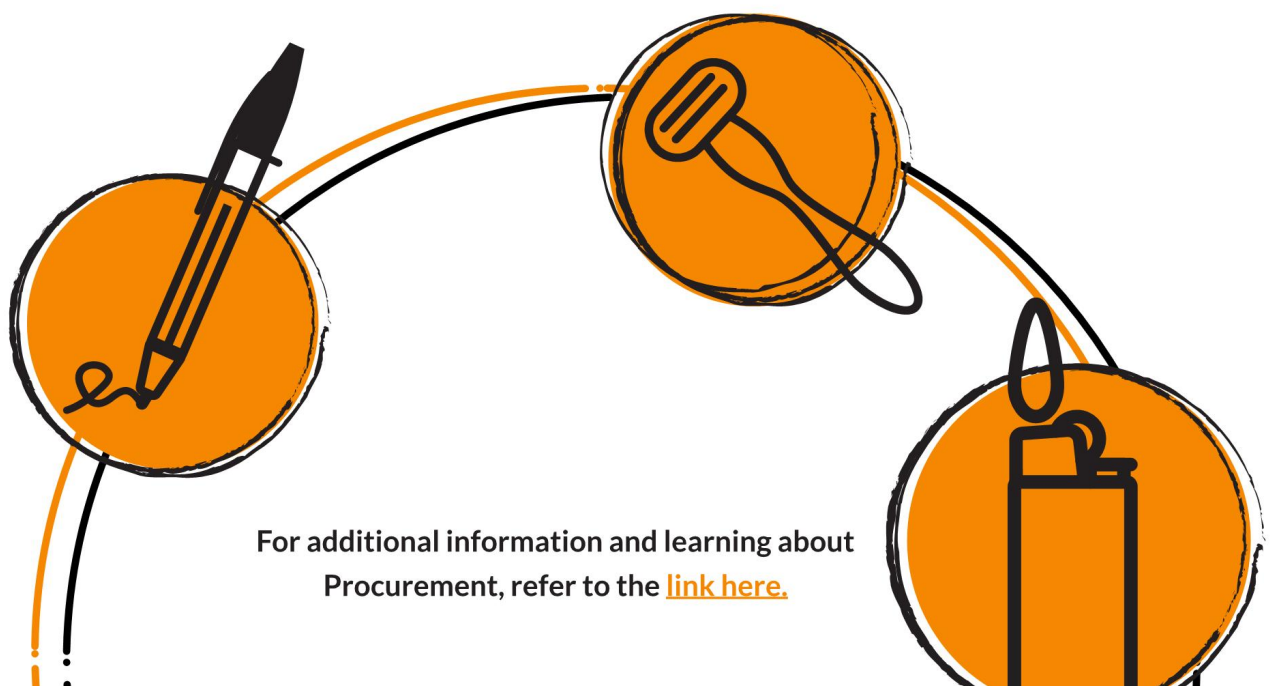 For additional information and learning about
Procurement, refer to the link here.